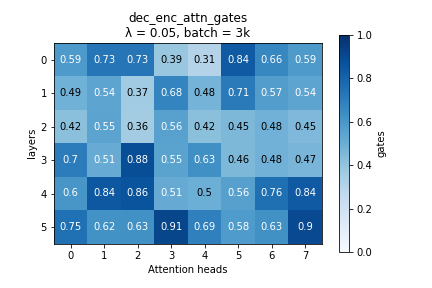 dec_enc_attn_gates
λ = 0.05, batch = 3k
0 0.59 0.73 0.73 0.39 0.31 0.84 0.66 0.59
1 0.49 0.54 0.37 0.68 0.48 0.71 0.57 0.54
2 0.42 0.55 0.36 0.56 0.42 0.45 0.48 0.45
3 0.7 0.51 0.88 0.55 0.63 0.46 0.48 0.47
4 0.6 0.84 0.86 0.51 0.5 0.56 0.76 0.84
5 0.75 0.62 0.63 0.91 0.69 0.58 0.63 0.9
0 1 2 3 4 5 6 7
Attention heads
layers
1.0
0.8
0.6
0.4
0.2
0.0
gates